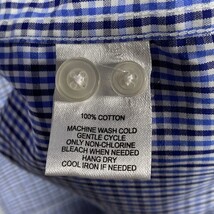 100% COTTON
MACHINE WASH COLD
GENTLE CYCLE
ONLY NON-CHLORINE
BLEACH WHEN NEEDED
HANG DRY
COOL IRON IF NEEDED